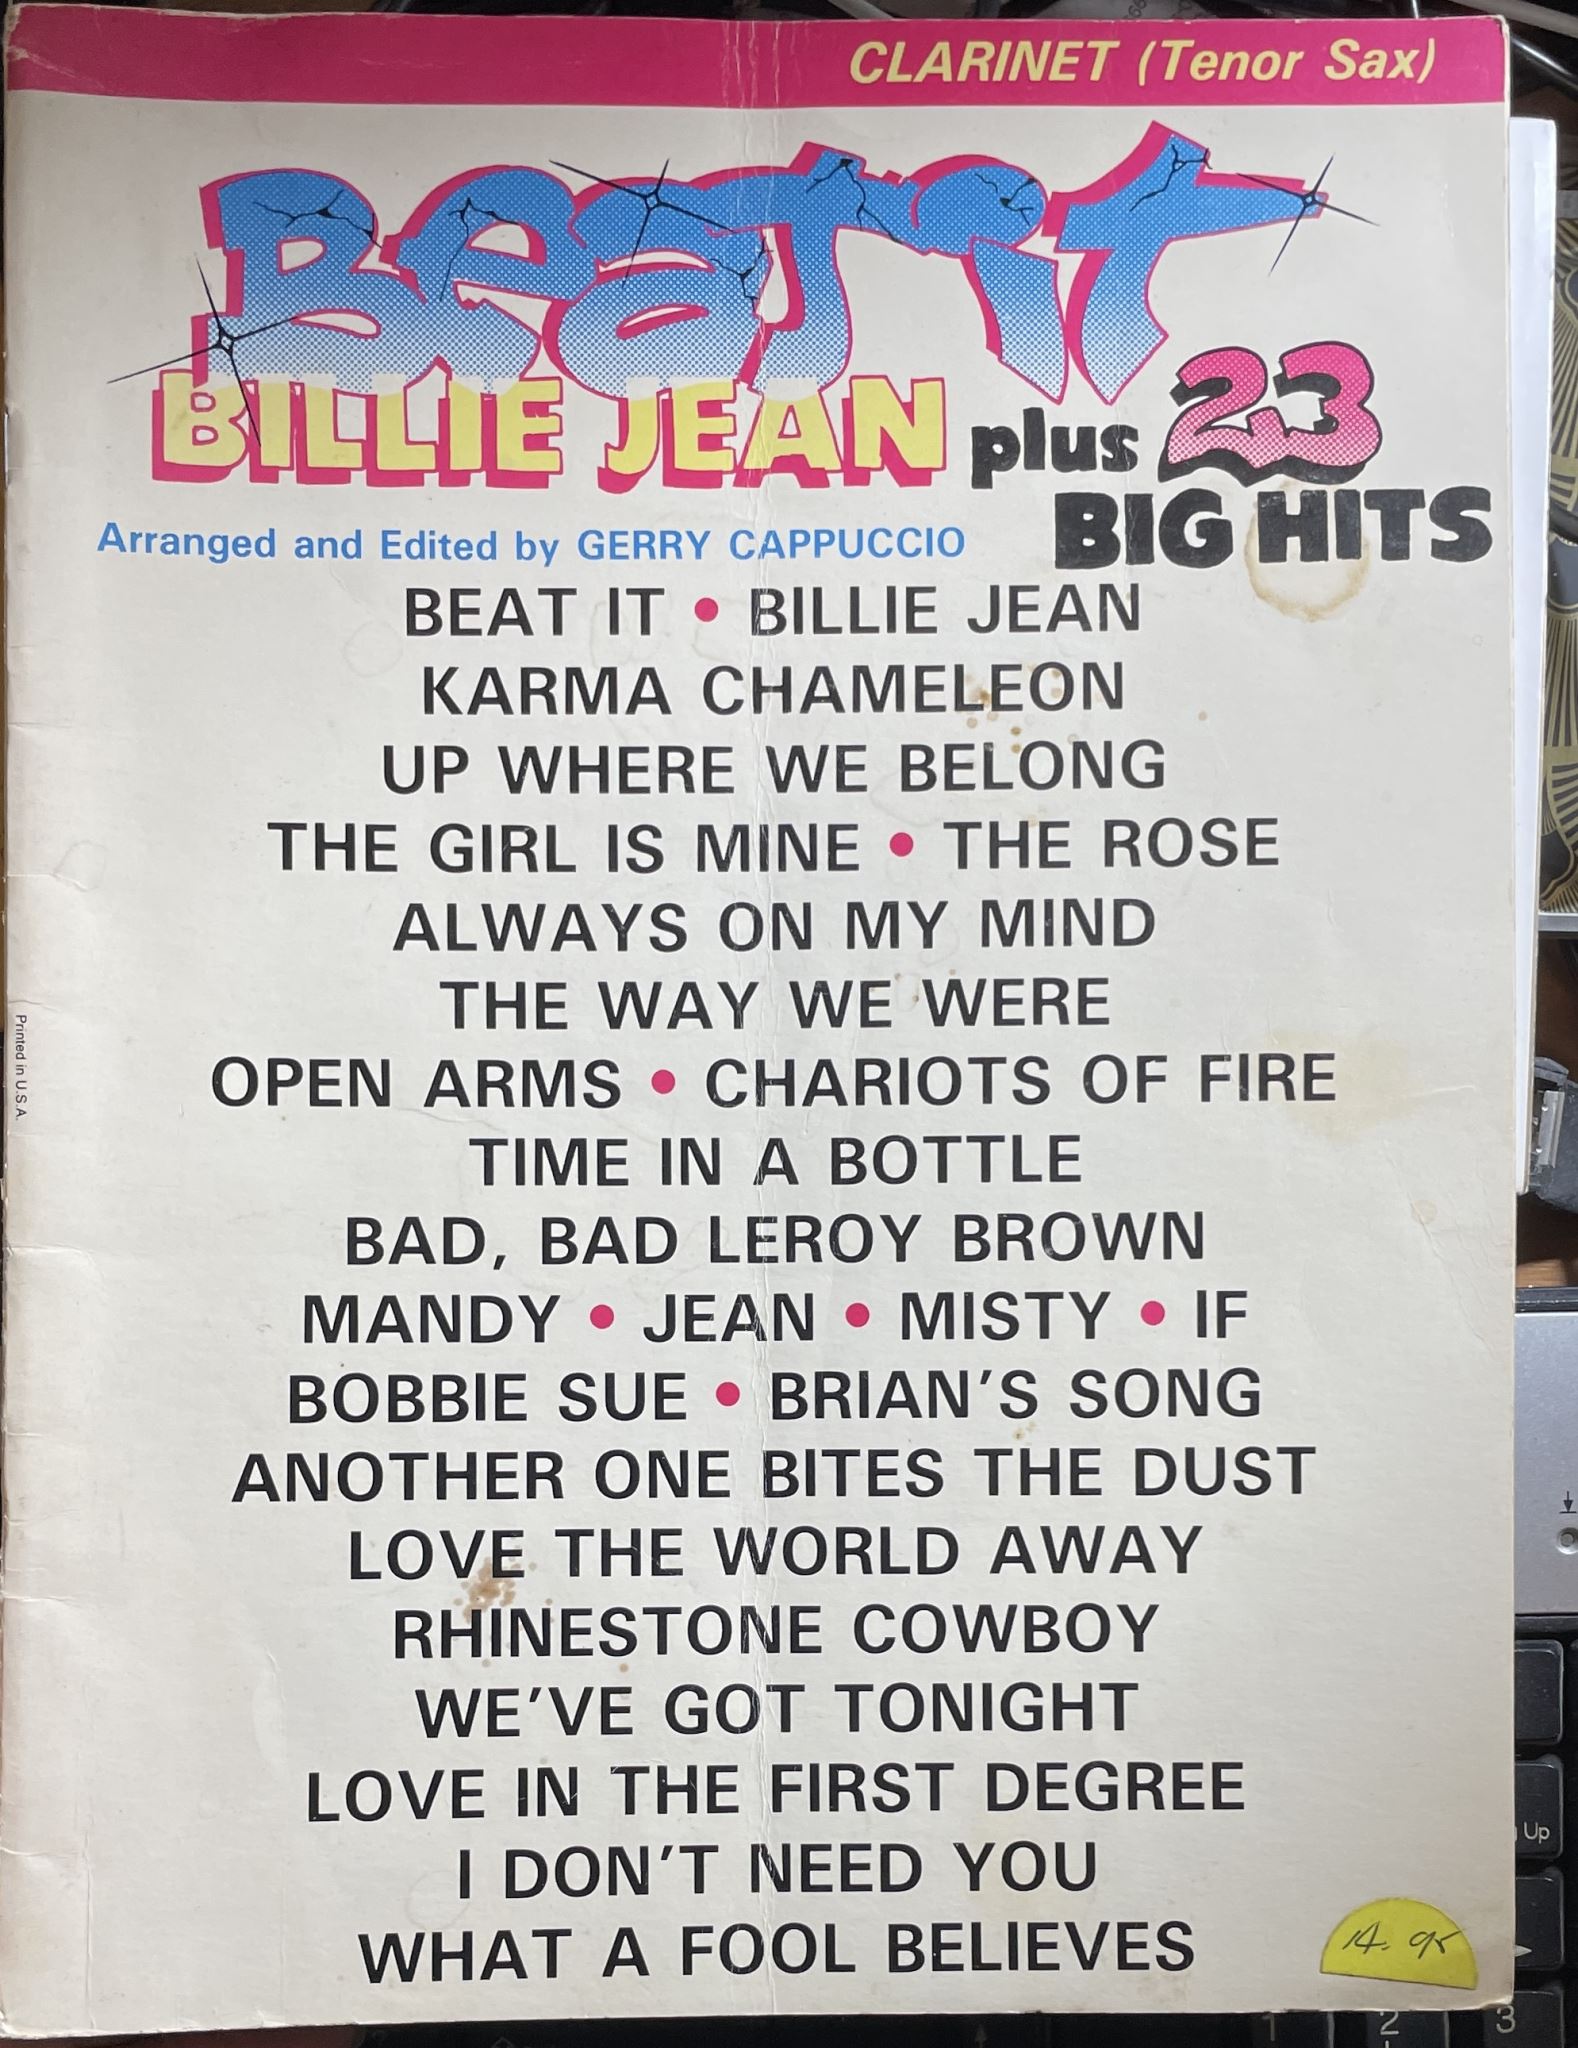 CLARINET (Tenor Sax)
Beat it
BILLIE JEAN plus 23
BIG HITS
Arranged and Edited by GERRY CAPPUCCIO
BEAT IT • BILLIE JEAN
KARMA CHAMELEON
UP WHERE WE BELONG
THE GIRL IS MINE • THE ROSE
ALWAYS ON MY MIND
THE WAY WE WERE
OPEN ARMS • CHARIOTS OF FIRE
TIME IN A BOTTLE
BAD, BAD LEROY BROWN
MANDY • JEAN • MISTY • IF
BOBBIE SUE • BRIAN'S SONG
ANOTHER ONE BITES THE DUST
LOVE THE WORLD AWAY
RHINESTONE COWBOY
WE'VE GOT TONIGHT
LOVE IN THE FIRST DEGREE
I DON'T NEED YOU
WHAT A FOOL BELIEVES
Printed in U.S.A.
14.95
Up
1 2 3